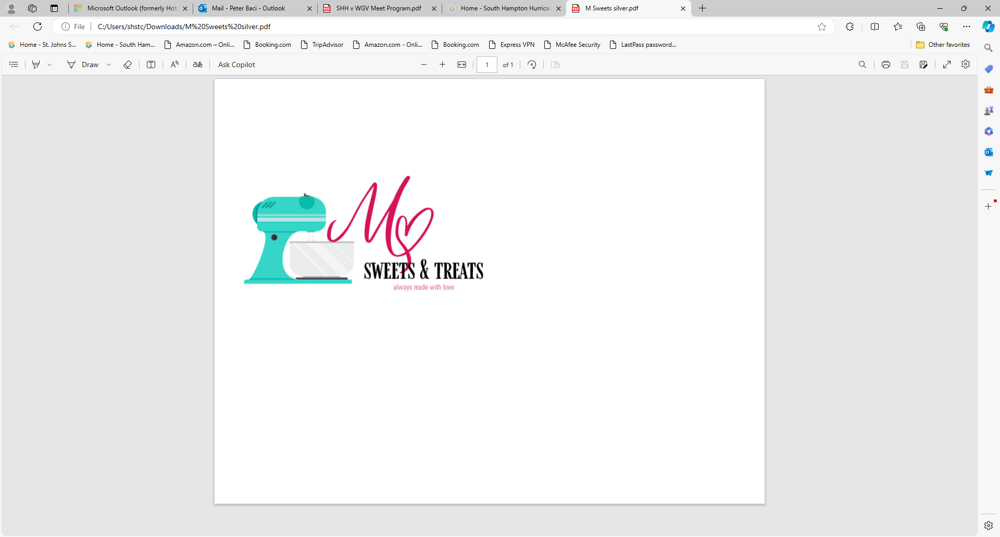 Microsoft Outlook (formerly Hot
Mail - Peter Baci - Outlook
SHH v WGV Meet Program.pdf
Home - South Hampton Hurrican
M Sweets silver.pdf
File
C:/Users/shstc/Downloads/M%20Sweets%20silver.pdf
Home - St. Johns S...
Home - South Ham...
Amazon.com – Onli...
Booking.com
TripAdvisor
Amazon.com - Onli...
Booking.com
Express VPN
McAfee Security
LastPass password...
Other favorites
Draw
T
A
aあ
Ask Copilot
1
of 1
M
SWEETS & TREATS
always made with love